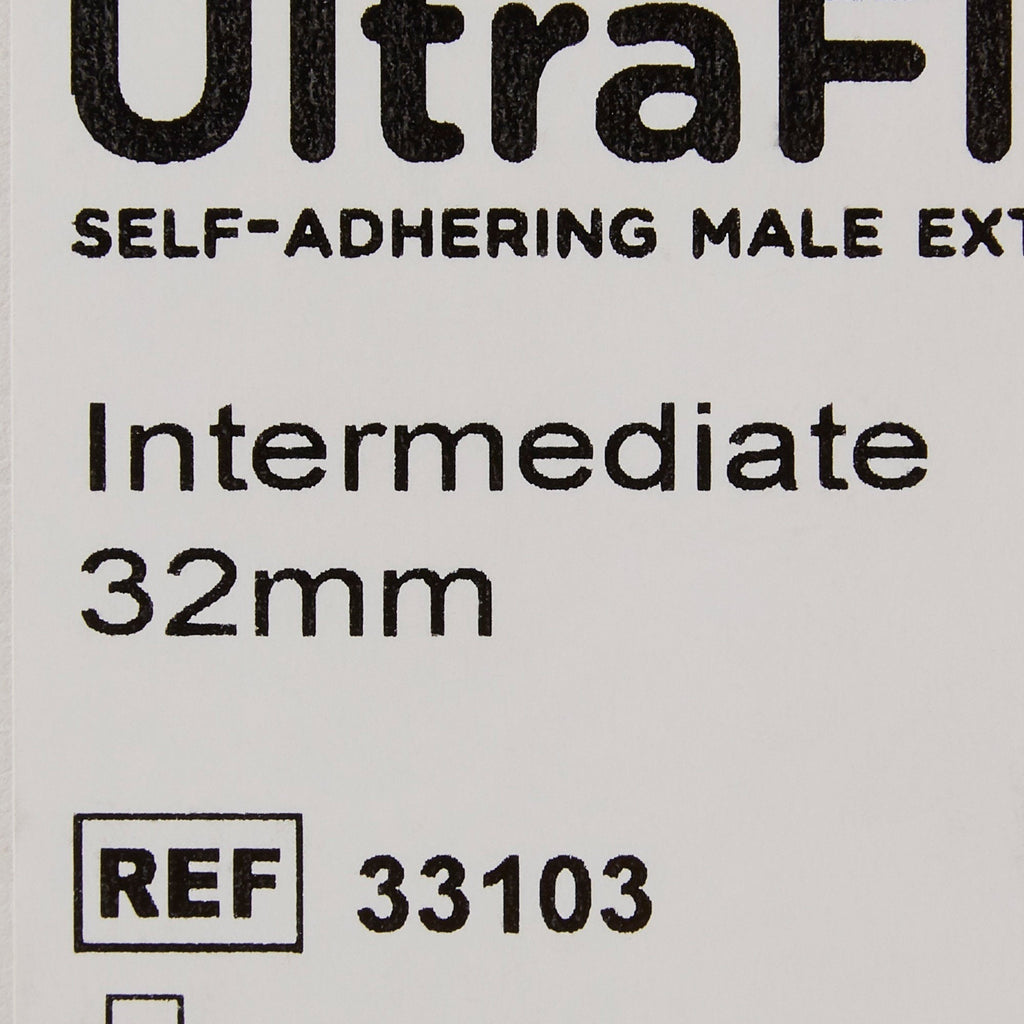 UltraFl
SELF-ADHERING MALE EXT
Intermediate
32mm
REF 33103